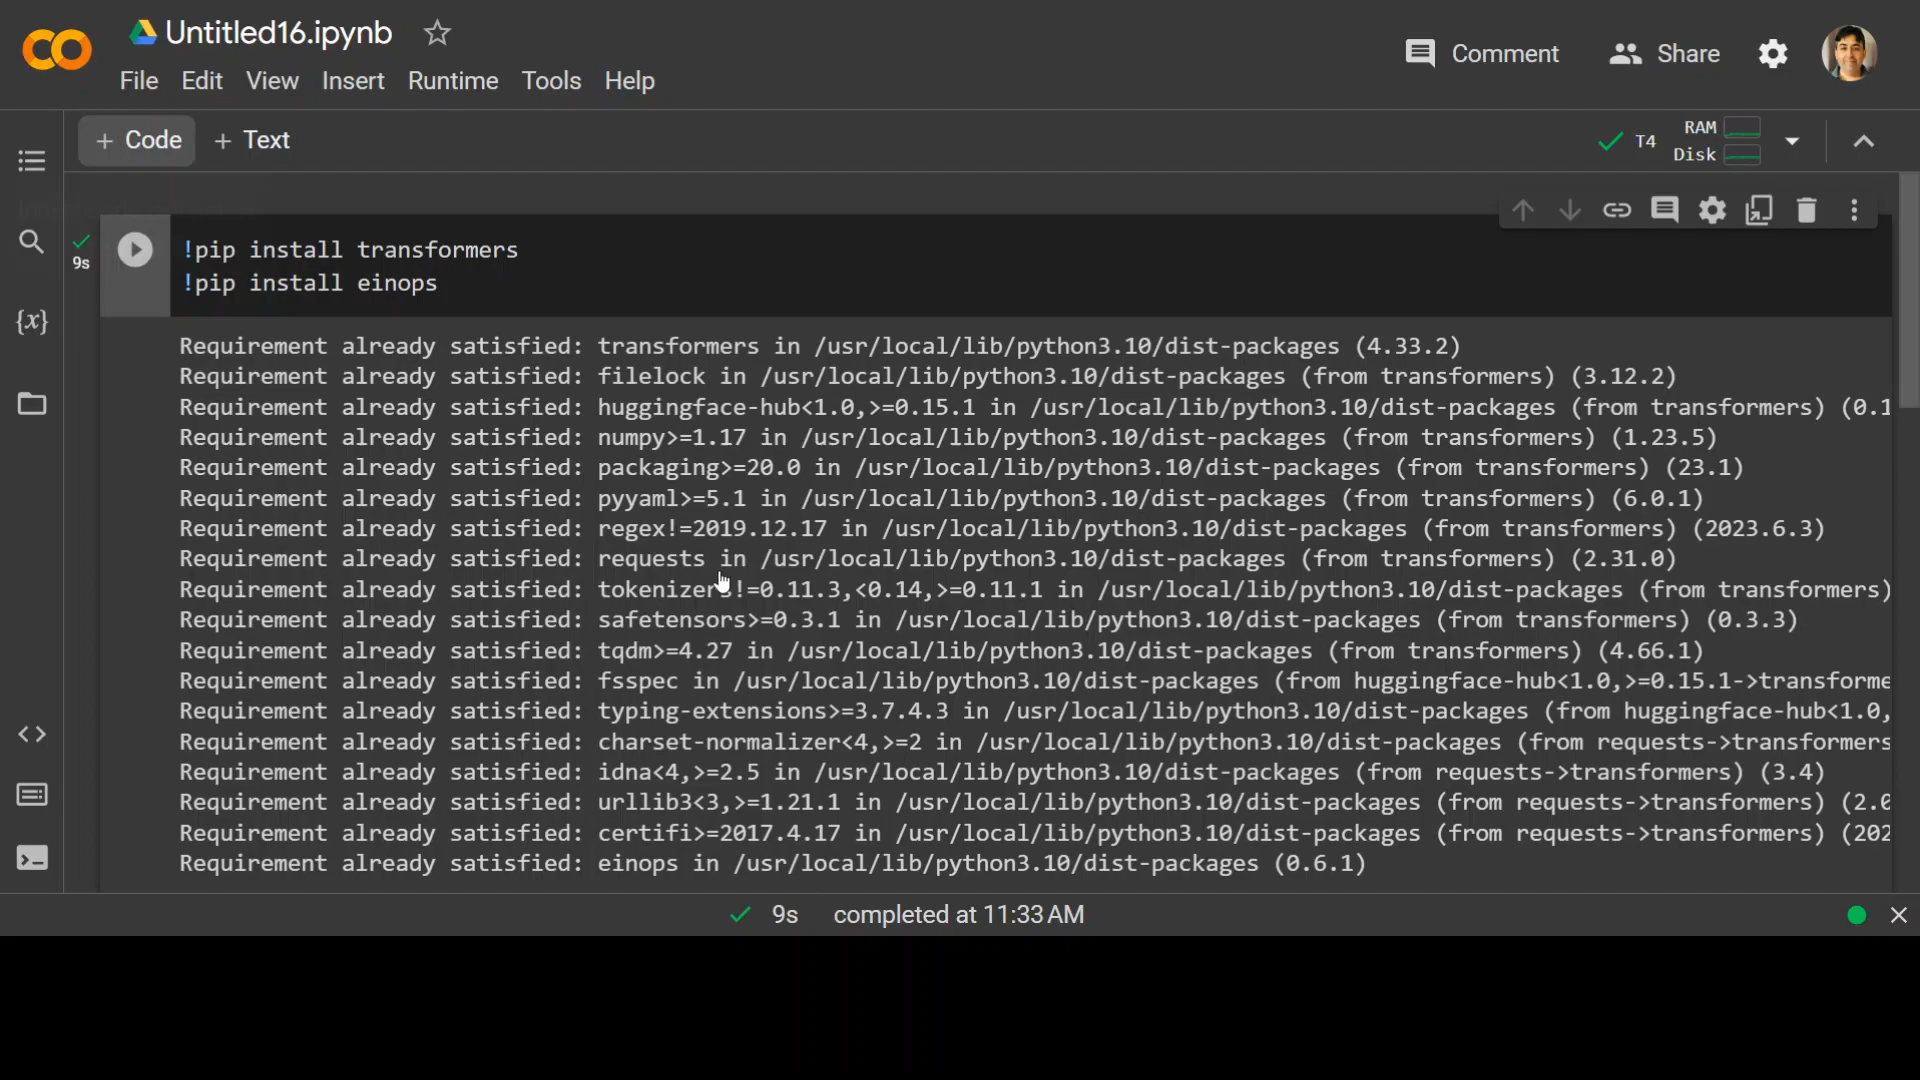 Untitled16.ipynb
File Edit View Insert Runtime Tools Help
Comment Share
+ Code + Text
T4 RAM
Disk
{x}
9s
!pip install transformers
!pip install einops
Requirement already satisfied: transformers in /usr/local/lib/python3.10/dist-packages (4.33.2)
Requirement already satisfied: filelock in /usr/local/lib/python3.10/dist-packages (from transformers) (3.12.2)
Requirement already satisfied: huggingface-hub<1.0,>=0.15.1 in /usr/local/lib/python3.10/dist-packages (from transformers) (0.1
Requirement already satisfied: numpy>=1.17 in /usr/local/lib/python3.10/dist-packages (from transformers) (1.23.5)
Requirement already satisfied: packaging>=20.0 in /usr/local/lib/python3.10/dist-packages (from transformers) (23.1)
Requirement already satisfied: pyyaml>=5.1 in /usr/local/lib/python3.10/dist-packages (from transformers) (6.0.1)
Requirement already satisfied: regex!=2019.12.17 in /usr/local/lib/python3.10/dist-packages (from transformers) (2023.6.3)
Requirement already satisfied: requests in /usr/local/lib/python3.10/dist-packages (from transformers) (2.31.0)
Requirement already satisfied: tokenizers!=0.11.3,<0.14,>=0.11.1 in /usr/local/lib/python3.10/dist-packages (from transformers)
Requirement already satisfied: safetensors>=0.3.1 in /usr/local/lib/python3.10/dist-packages (from transformers) (0.3.3)
Requirement already satisfied: tqdm>=4.27 in /usr/local/lib/python3.10/dist-packages (from transformers) (4.66.1)
Requirement already satisfied: fsspec in /usr/local/lib/python3.10/dist-packages (from huggingface-hub<1.0,>=0.15.1->transforme
Requirement already satisfied: typing-extensions>=3.7.4.3 in /usr/local/lib/python3.10/dist-packages (from huggingface-hub<1.0,
Requirement already satisfied: charset-normalizer<4,>=2 in /usr/local/lib/python3.10/dist-packages (from requests->transformers
Requirement already satisfied: idna<4,>=2.5 in /usr/local/lib/python3.10/dist-packages (from requests->transformers) (3.4)
Requirement already satisfied: urllib3<3,>=1.21.1 in /usr/local/lib/python3.10/dist-packages (from requests->transformers) (2.0
Requirement already satisfied: certifi>=2017.4.17 in /usr/local/lib/python3.10/dist-packages (from requests->transformers) (202
Requirement already satisfied: einops in /usr/local/lib/python3.10/dist-packages (0.6.1)
9s completed at 11:33 AM